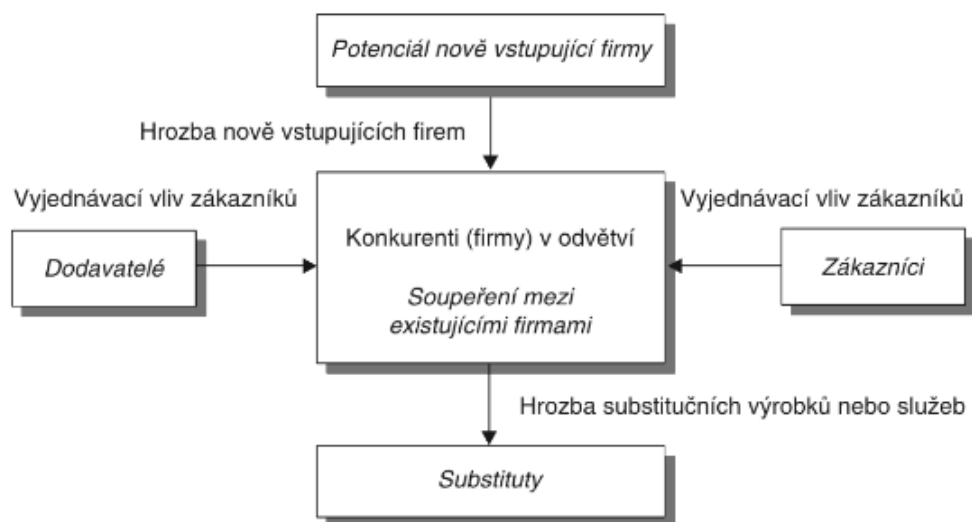 Potenciál nově vstupující firmy
Hrozba nově vstupujících firem
Vyjednávací vliv zákazníků
Vyjednávací vliv zákazníků
Dodavatelé
Konkurenti (firmy) v odvětví
Soupeření mezi
existujícími firmami
Zákazníci
Hrozba substitučních výrobků nebo služeb
Substituty